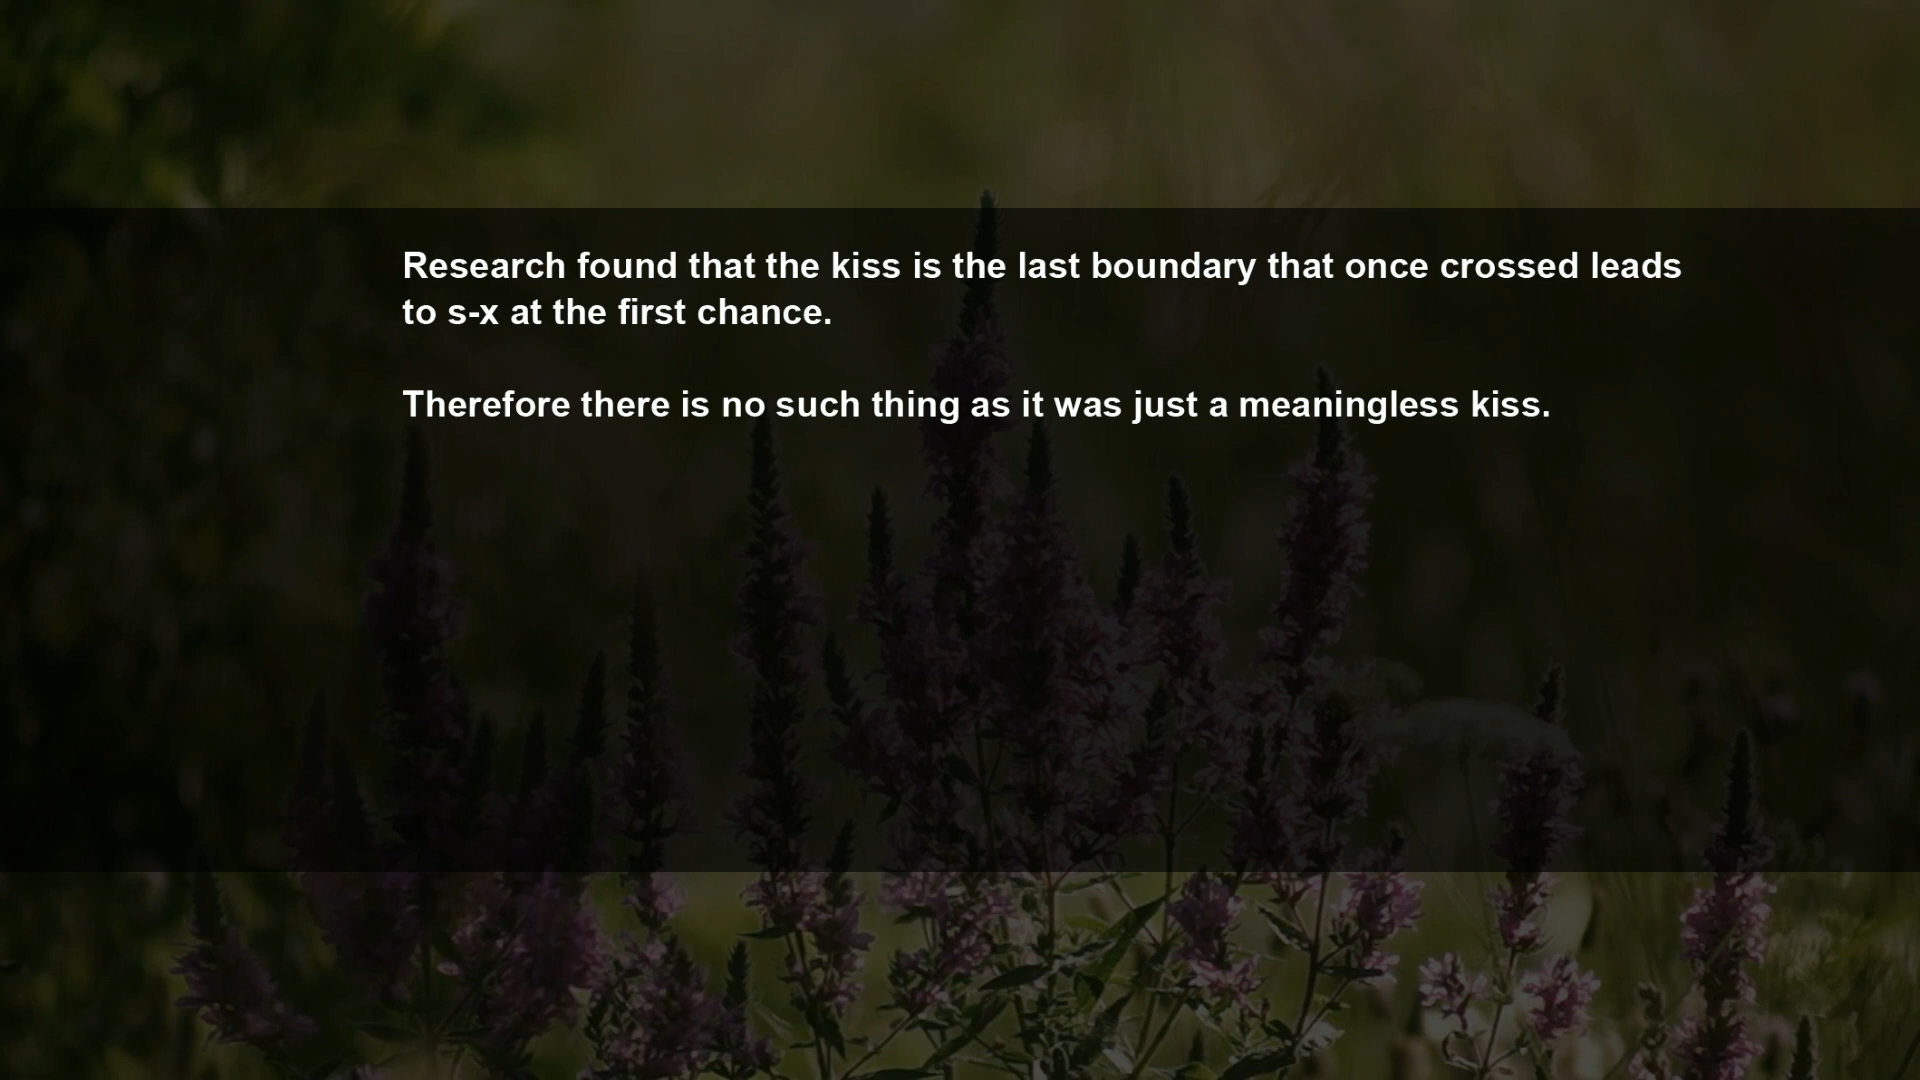 Research found that the kiss is the last boundary that once crossed leads
to s-x at the first chance.
Therefore there is no such thing as it was just a meaningless kiss.